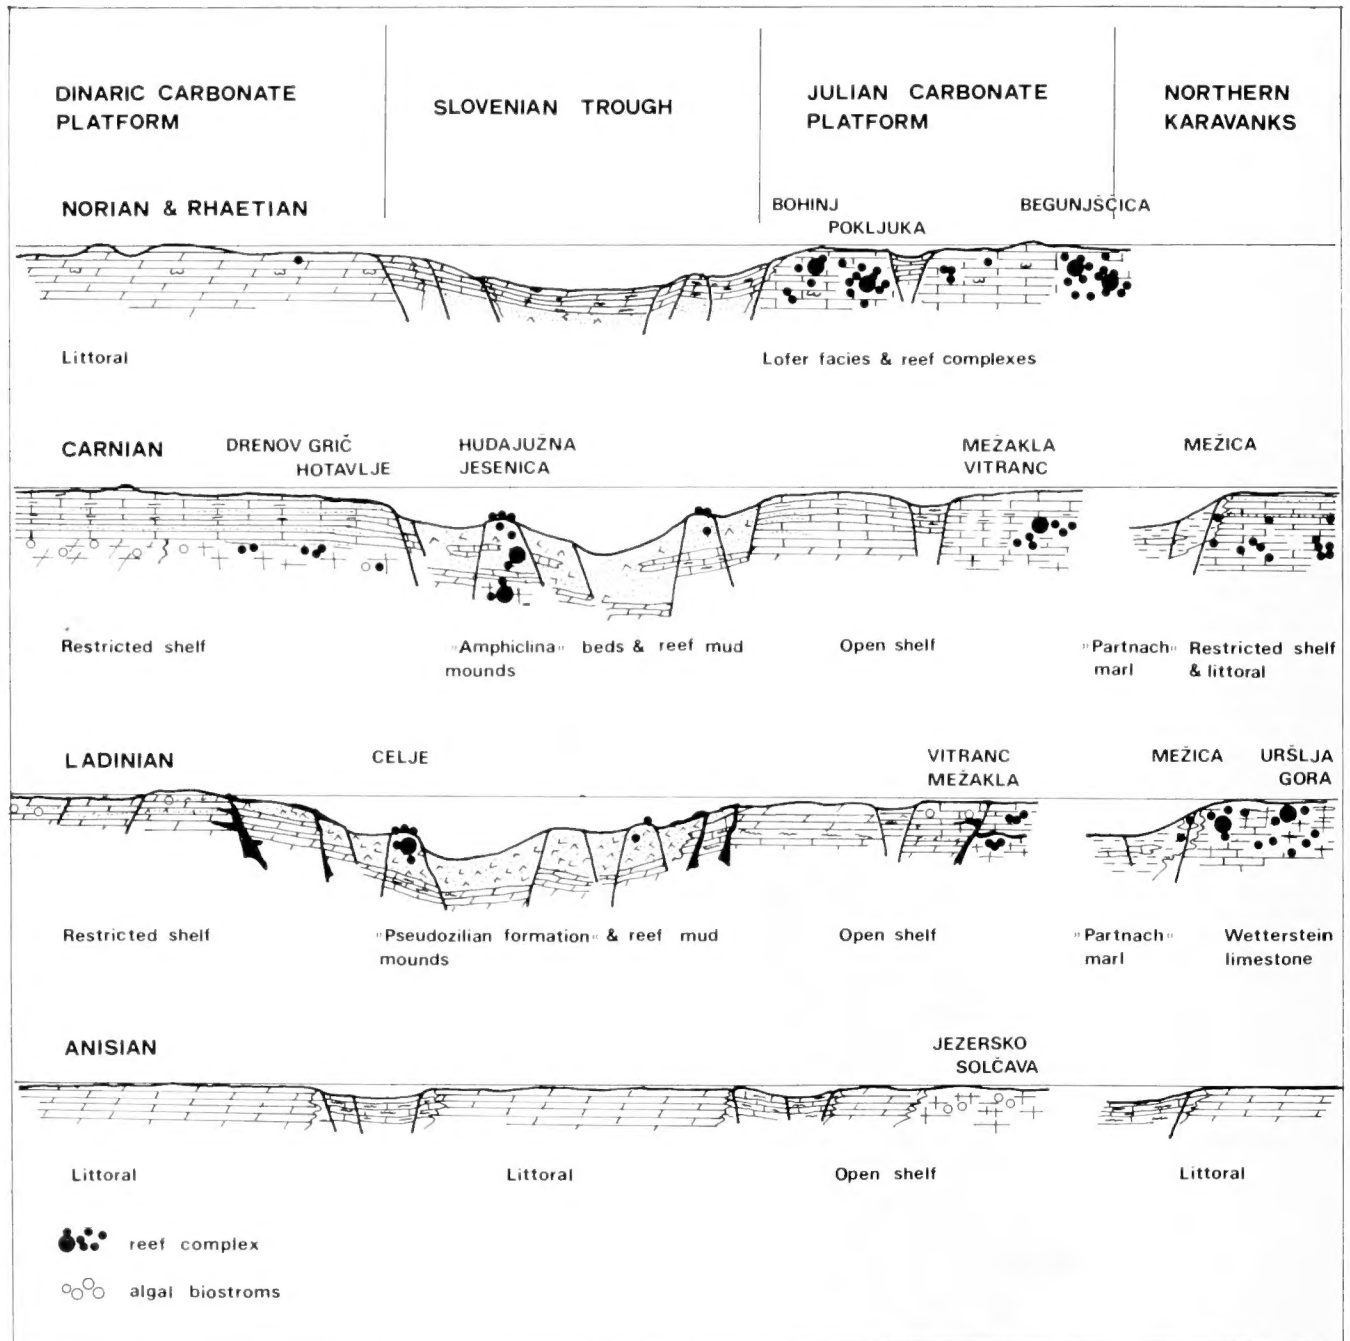 DINARIC CARBONATE
PLATFORM
SLOVENIAN TROUGH
JULIAN CARBONATE
PLATFORM
NORTHERN
KARAVANKS
NORIAN & RHAETIAN
BOHINJ
POKLJUKA
BEGUNJŠČICA
Littoral
Lofer facies & reef complexes
CARNIAN
DRENOV GRIČ
HOTAVLJE
HUDAJUŽNA
JESENICA
MEŽAKLA
VITRANC
MEŽICA
Restricted shelf
"Amphiclina" beds & reef mud
mounds
Open shelf
"Partnach"
marl
Restricted shelf
& littoral
LADINIAN
CELJE
VITRANC
MEŽAKLA
MEŽICA
URŠLJA
GORA
Restricted shelf
"Pseudozilian formation" & reef mud
mounds
Open shelf
"Partnach"
marl
Wetterstein
limestone
ANISIAN
JEZERSKO
SOLČAVA
Littoral
Littoral
Open shelf
Littoral
reef complex
algal biostroms